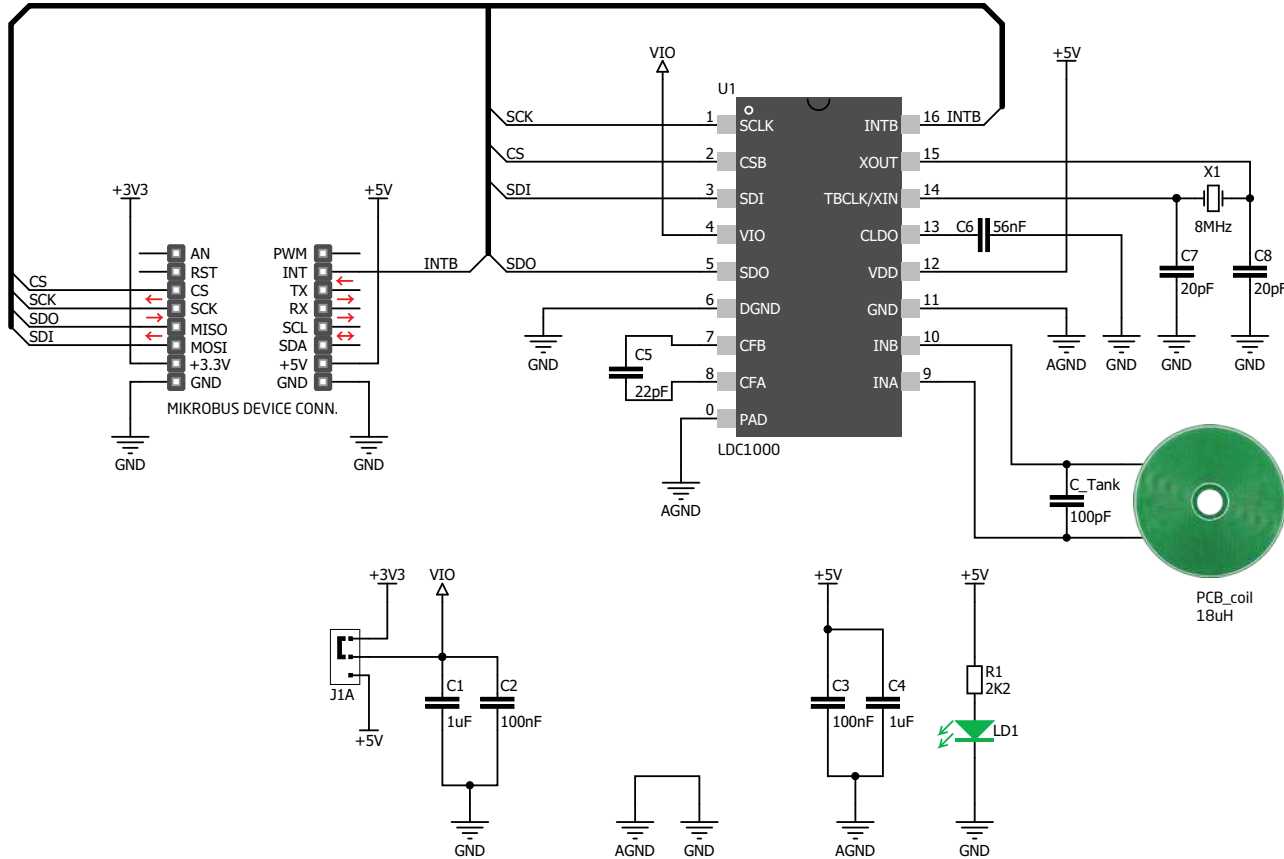 VIO
+5V
U1
SCK 1 SCLK
CS 2 CSB
SDI 3 SDI
4 VIO
SDO 5 SDO
6 DGND
7 CFB
8 CFA
0 PAD
INTB 16 INTB
XOUT 15
TBCLK/XIN 14
CLDO 13
VDD 12
GND 11
INB 10
INA 9
LDC1000
X1
8MHz
C6 56nF
C7
20pF
C8
20pF
C5
22pF
GND
AGND
AGND
GND
GND
GND
C_Tank
100pF
PCB_coil
18uH
+3V3
+5V
AN
RST
CS CS
SCK SCK
SDO MISO
SDI MOSI
+3.3V
GND
PWM
INT INTB
TX
RX
SCL
SDA
+5V
GND
MIKROBUS DEVICE CONN.
GND
GND
+3V3
VIO
J1A
+5V
C1
1uF
C2
100nF
GND
AGND
GND
+5V
C3
100nF
C4
1uF
AGND
+5V
R1
2K2
LD1
GND